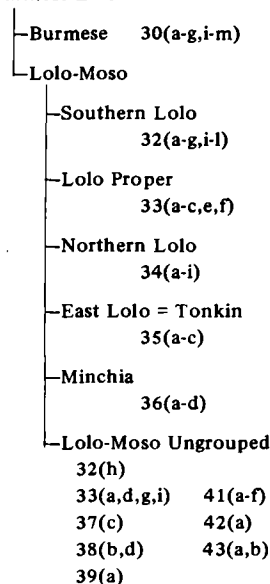 Burmese 30(a-g,i-m)
Lolo-Moso
Southern Lolo
32(a-g,i-l)
Lolo Proper
33(a-c,e,f)
Northern Lolo
34(a-i)
East Lolo = Tonkin
35(a-c)
Minchia
36(a-d)
Lolo-Moso Ungrouped
32(h)
33(a,d,g,i) 41(a-f)
37(c) 42(a)
38(b,d) 43(a,b)
39(a)